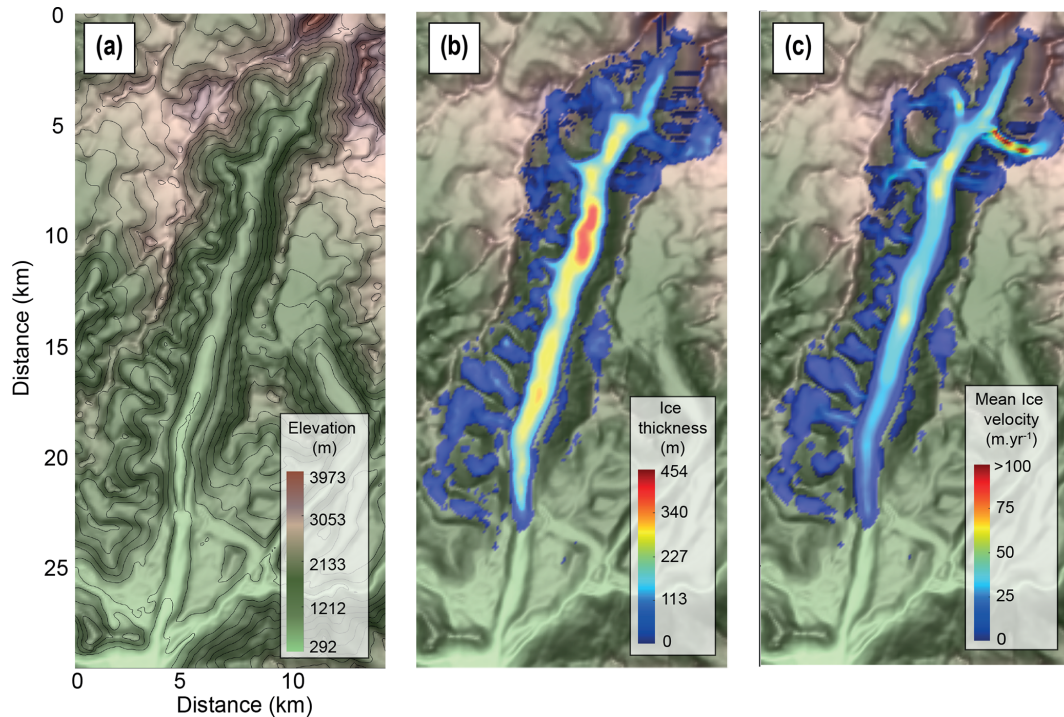 (a)
(b)
(c)
0
5
10
15
20
25
Distance (km)
0
5
10
Distance (km)
Elevation
(m)
3973
3053
2133
1212
292
Ice
thickness
(m)
454
340
227
113
0
Mean Ice
velocity
(m.yr⁻¹)
>100
75
50
25
0